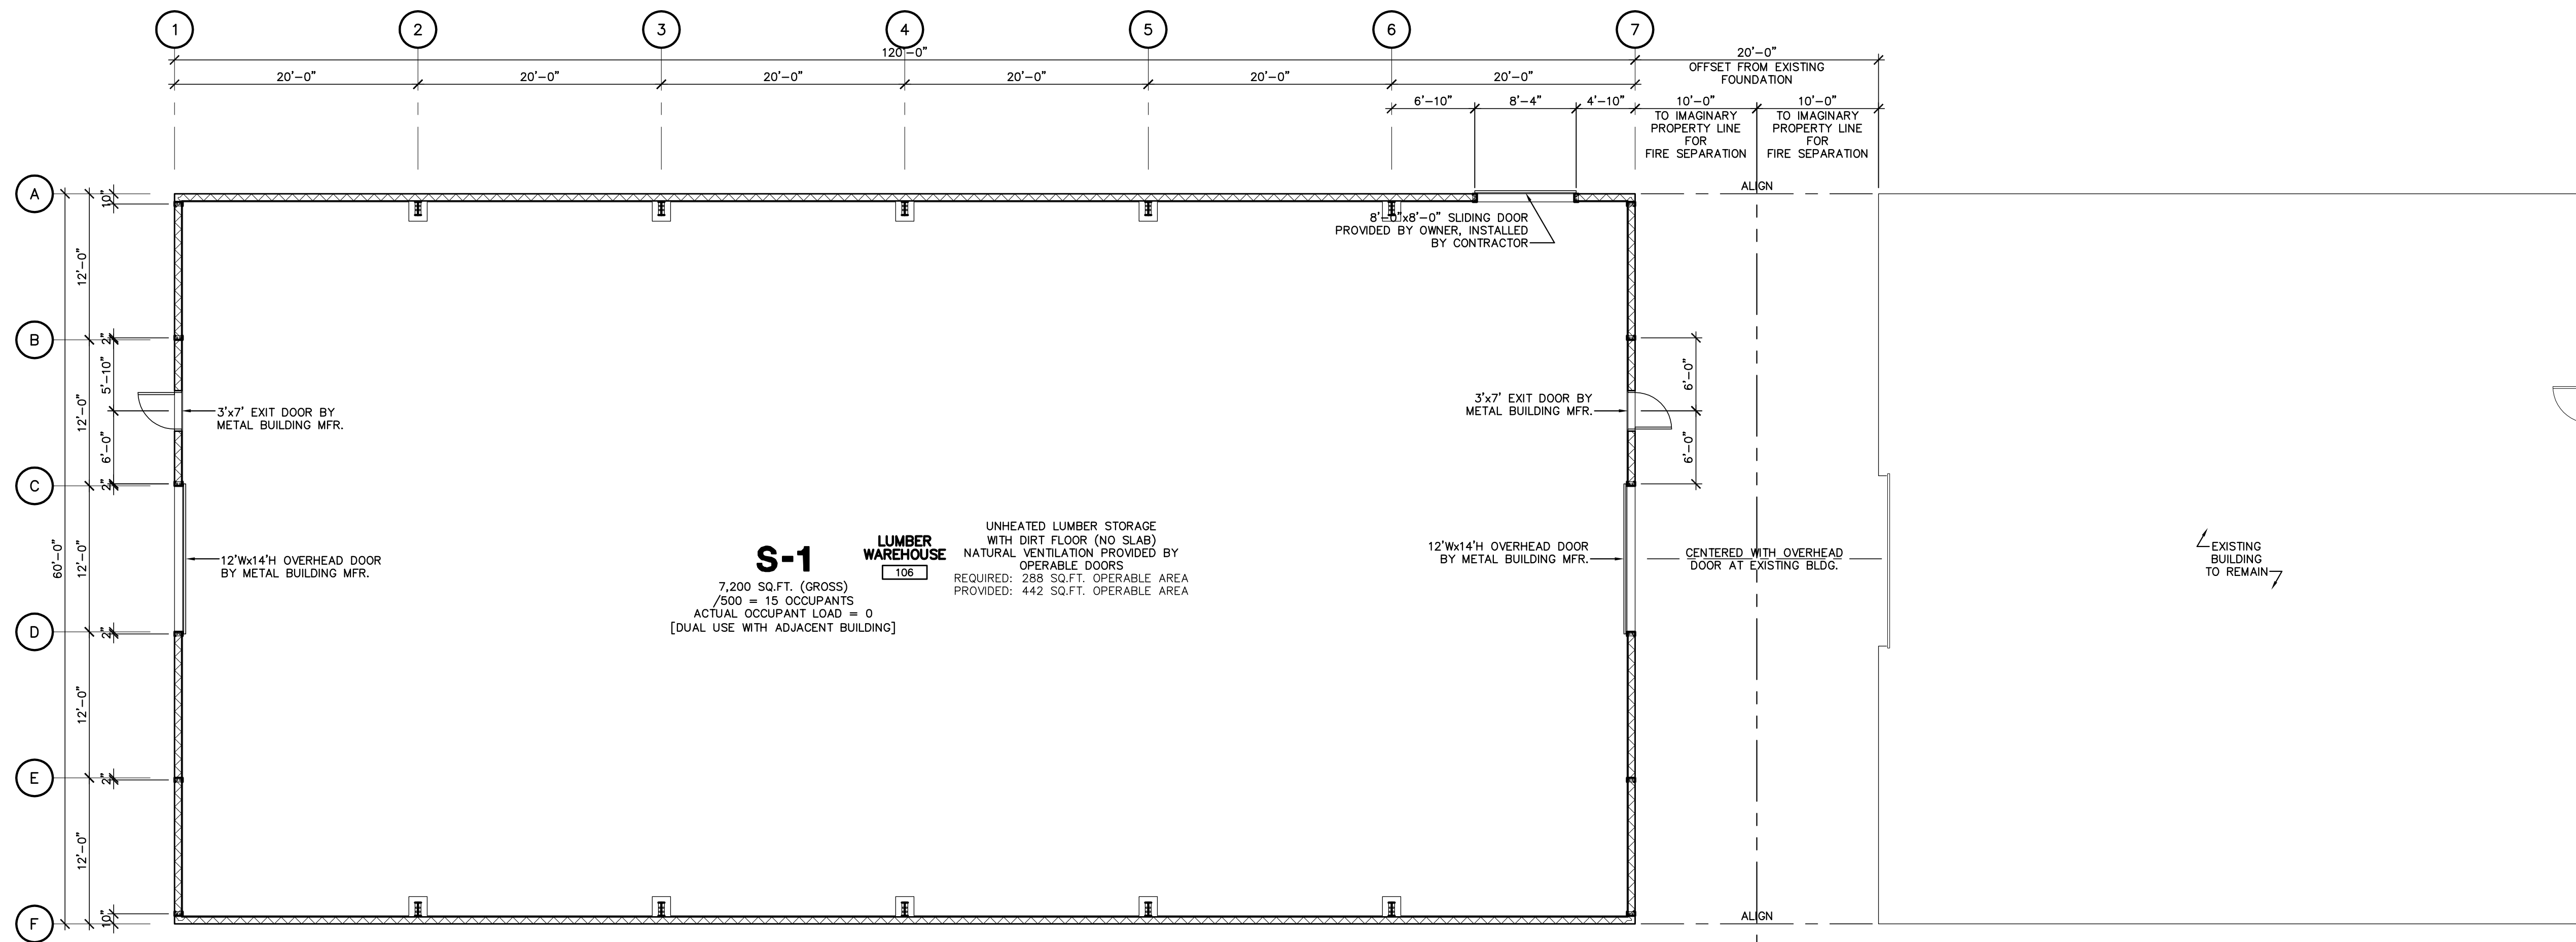 1 2 3 4 5 6 7
120'-0" 20'-0"
OFFSET FROM EXISTING
FOUNDATION
20'-0" 20'-0" 20'-0" 20'-0" 20'-0" 20'-0"
6'-10" 8'-4" 4'-10" 10'-0" 10'-0"
TO IMAGINARY
PROPERTY LINE
FOR
FIRE SEPARATION
TO IMAGINARY
PROPERTY LINE
FOR
FIRE SEPARATION
A
10"
ALIGN
8'-0"x8'-0" SLIDING DOOR
PROVIDED BY OWNER, INSTALLED
BY CONTRACTOR
12'-0"
B
2"
5'-10"
12'-0"
6'-0"
2"
3'x7' EXIT DOOR BY
METAL BUILDING MFR.
3'x7' EXIT DOOR BY
METAL BUILDING MFR.
6'-0"
6'-0"
C
60'-0"
12'-0"
12'Wx14'H OVERHEAD DOOR
BY METAL BUILDING MFR.
S-1
7,200 SQ.FT. (GROSS)
/500 = 15 OCCUPANTS
ACTUAL OCCUPANT LOAD = 0
[DUAL USE WITH ADJACENT BUILDING]
LUMBER
WAREHOUSE
106
UNHEATED LUMBER STORAGE
WITH DIRT FLOOR (NO SLAB)
NATURAL VENTILATION PROVIDED BY
OPERABLE DOORS
REQUIRED: 288 SQ.FT. OPERABLE AREA
PROVIDED: 442 SQ.FT. OPERABLE AREA
12'Wx14'H OVERHEAD DOOR
BY METAL BUILDING MFR.
CENTERED WITH OVERHEAD
DOOR AT EXISTING BLDG.
EXISTING
BUILDING
TO REMAIN
D
2"
12'-0"
E
2"
12'-0"
F
10"
ALIGN